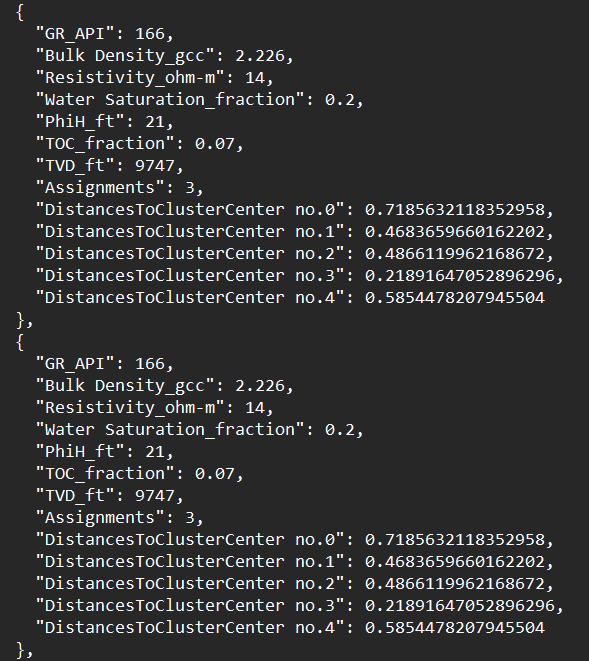 {
"GR_API": 166,
"Bulk Density_gcc": 2.226,
"Resistivity_ohm-m": 14,
"Water Saturation_fraction": 0.2,
"PhiH_ft": 21,
"TOC_fraction": 0.07,
"TVD_ft": 9747,
"Assignments": 3,
"DistancesToClusterCenter no.0": 0.7185632118352958,
"DistancesToClusterCenter no.1": 0.4683659660162202,
"DistancesToClusterCenter no.2": 0.4866119962168672,
"DistancesToClusterCenter no.3": 0.21891647052896296,
"DistancesToClusterCenter no.4": 0.5854478207945504
},
{
"GR_API": 166,
"Bulk Density_gcc": 2.226,
"Resistivity_ohm-m": 14,
"Water Saturation_fraction": 0.2,
"PhiH_ft": 21,
"TOC_fraction": 0.07,
"TVD_ft": 9747,
"Assignments": 3,
"DistancesToClusterCenter no.0": 0.7185632118352958,
"DistancesToClusterCenter no.1": 0.4683659660162202,
"DistancesToClusterCenter no.2": 0.4866119962168672,
"DistancesToClusterCenter no.3": 0.21891647052896296,
"DistancesToClusterCenter no.4": 0.5854478207945504
},